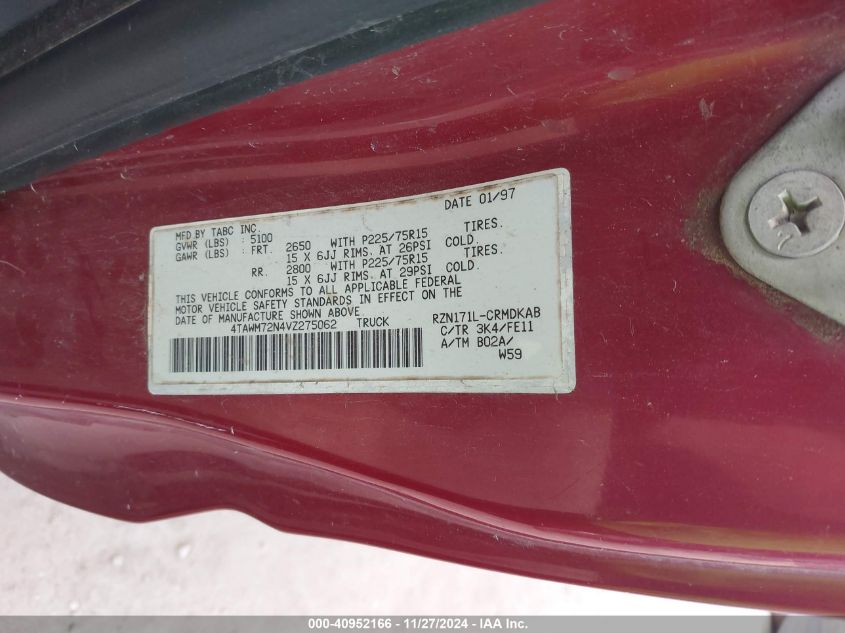 DATE 01/97
MFD BY TABC INC.
GVWR (LBS) : 5100
GAWR (LBS) : FRT. 2650 WITH P225/75R15 TIRES.
15 X 6JJ RIMS. AT 26PSI COLD.
RR. 2800 WITH P225/75R15 TIRES.
15 X 6JJ RIMS. AT 29PSI COLD.
THIS VEHICLE CONFORMS TO ALL APPLICABLE FEDERAL
MOTOR VEHICLE SAFETY STANDARDS IN EFFECT ON THE
DATE OF MANUFACTURE SHOWN ABOVE
4TAWM72N4VZ275062 TRUCK
RZN171L-CRMDKAB
C/TR 3K4/FE11
A/TM B02A/
W59
000-40952166 - 11/27/2024 - IAA Inc.